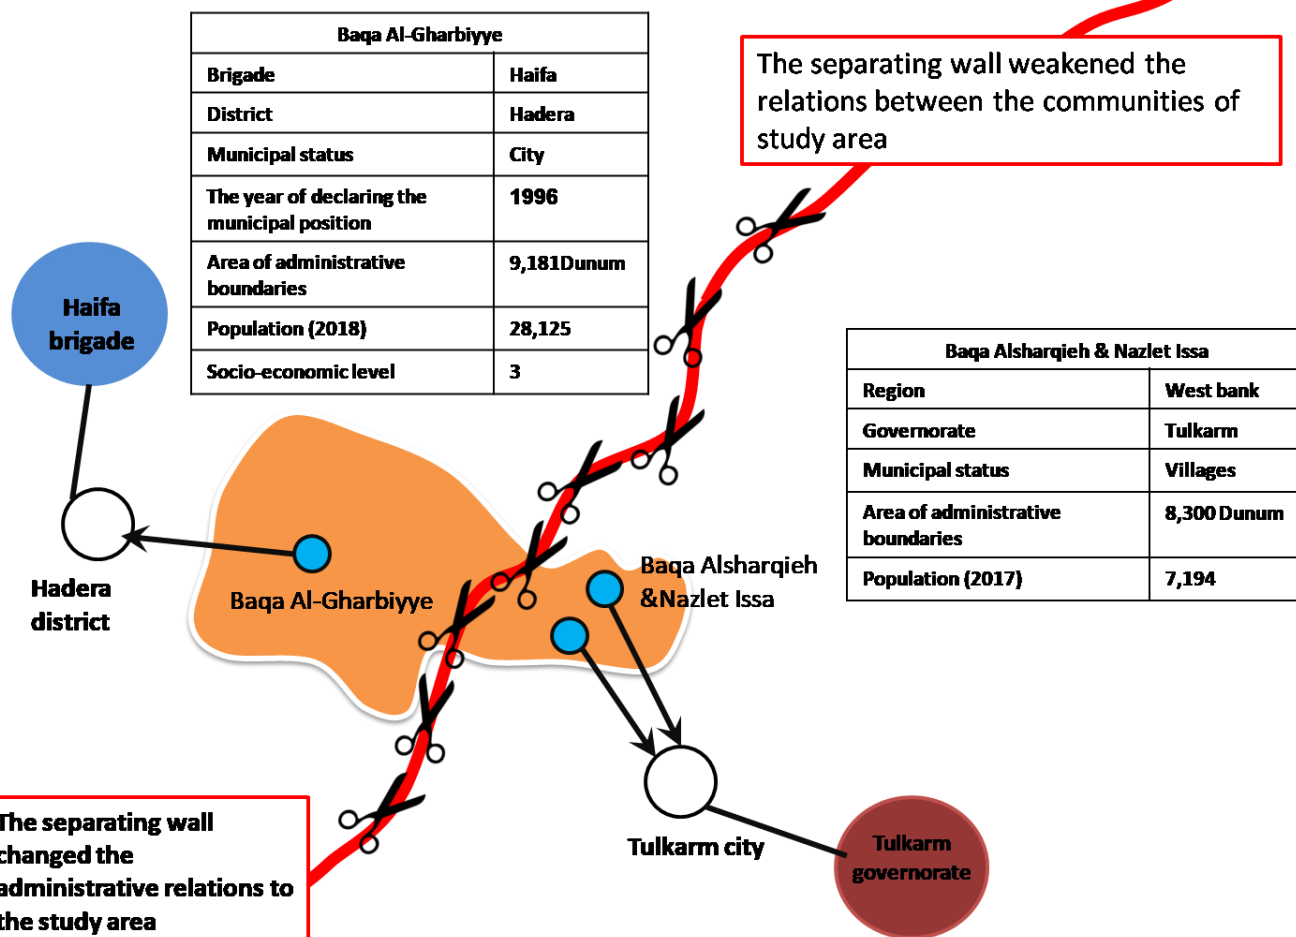 Baqa Al-Gharbiyye
Brigade Haifa
District Hadera
Municipal status City
The year of declaring the 1996
municipal position
Area of administrative 9,181Dunum
boundaries
Population (2018) 28,125
Socio-economic level 3
The separating wall weakened the
relations between the communities of
study area
Haifa
brigade
Baqa Alsharqieh & Nazlet Issa
Region West bank
Governorate Tulkarm
Municipal status Villages
Area of administrative 8,300 Dunum
boundaries
Population (2017) 7,194
Hadera
district
Baqa Al-Gharbiyye
Baqa Alsharqieh
&Nazlet Issa
Tulkarm city
Tulkarm
governorate
The separating wall
changed the
administrative relations to
the study area